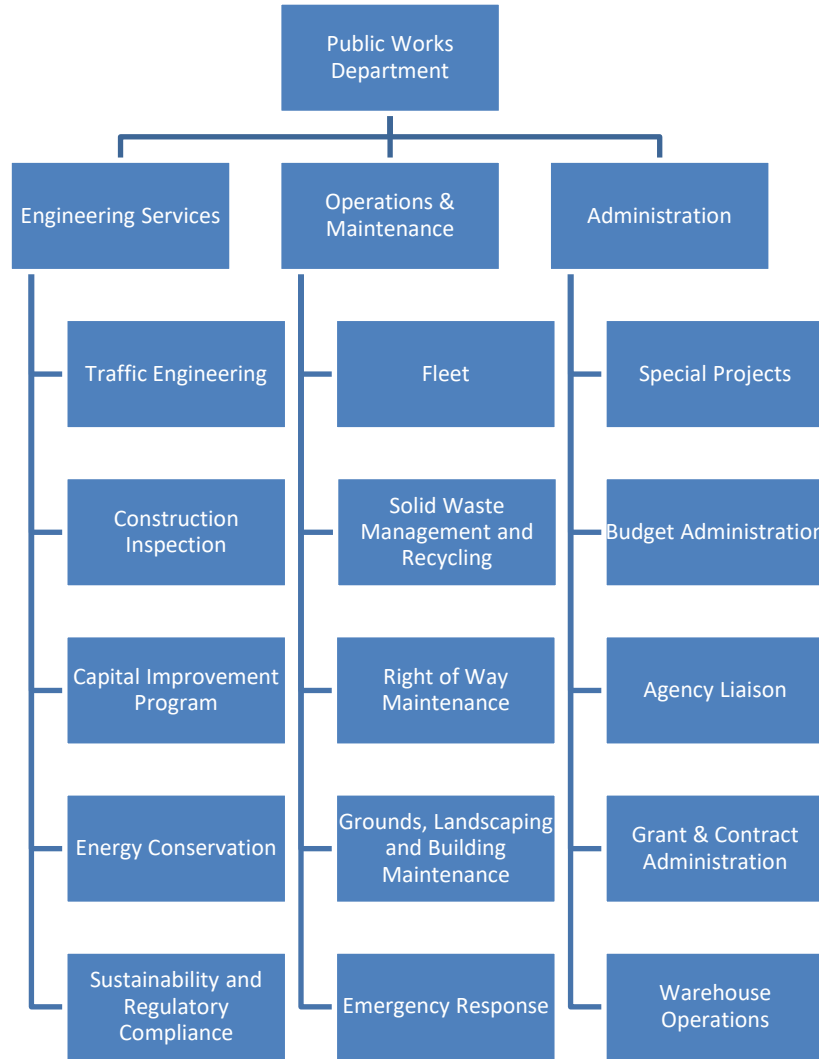 Public Works
Department
Engineering Services
Operations &
Maintenance
Administration
Traffic Engineering
Construction
Inspection
Capital Improvement
Program
Energy Conservation
Sustainability and
Regulatory
Compliance
Fleet
Solid Waste
Management and
Recycling
Right of Way
Maintenance
Grounds, Landscaping
and Building
Maintenance
Emergency Response
Special Projects
Budget Administration
Agency Liaison
Grant & Contract
Administration
Warehouse
Operations